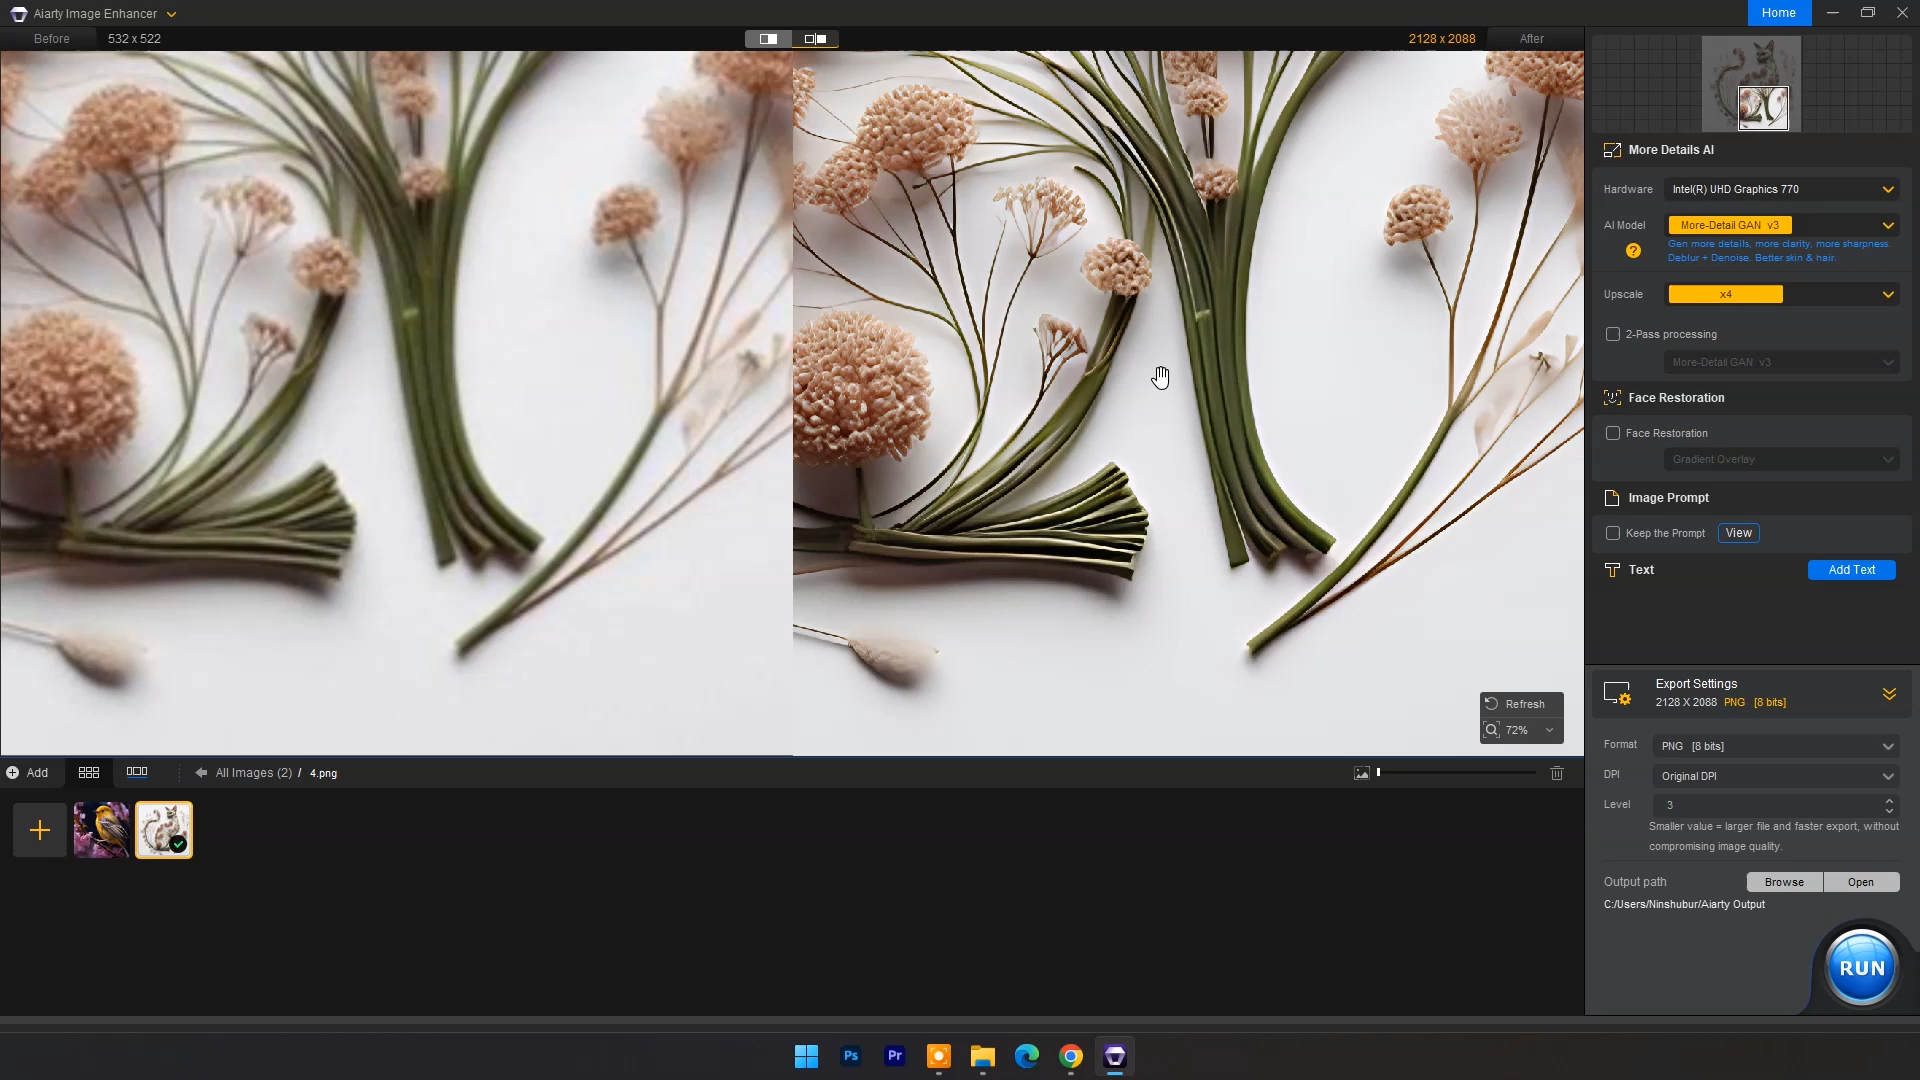 Aiarty Image Enhancer
Home
Before
532 x 522
2128 x 2088
After
More Details AI
Hardware
Intel(R) UHD Graphics 770
AI Model
More-Detail GAN v3
Gen more details, more clarity, more sharpness.
Deblur + Denoise. Better skin & hair.
?
Upscale
x4
2-Pass processing
More-Detail GAN v3
Face Restoration
Face Restoration
Gradient Overlay
Image Prompt
Keep the Prompt
View
Text
Add Text
Refresh
72%
Export Settings
2128 X 2088 PNG [8 bits]
Format
PNG [8 bits]
DPI
Original DPI
Level
3
Smaller value = larger file and faster export, without
compromising image quality.
Output path
Browse
Open
C:/Users/Ninshubur/Aiarty Output
RUN
Add
All Images (2) / 4.png
Ps
Pr